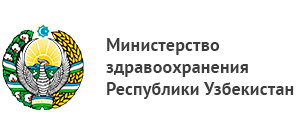 Министерство
здравоохранения
Республики Узбекистан